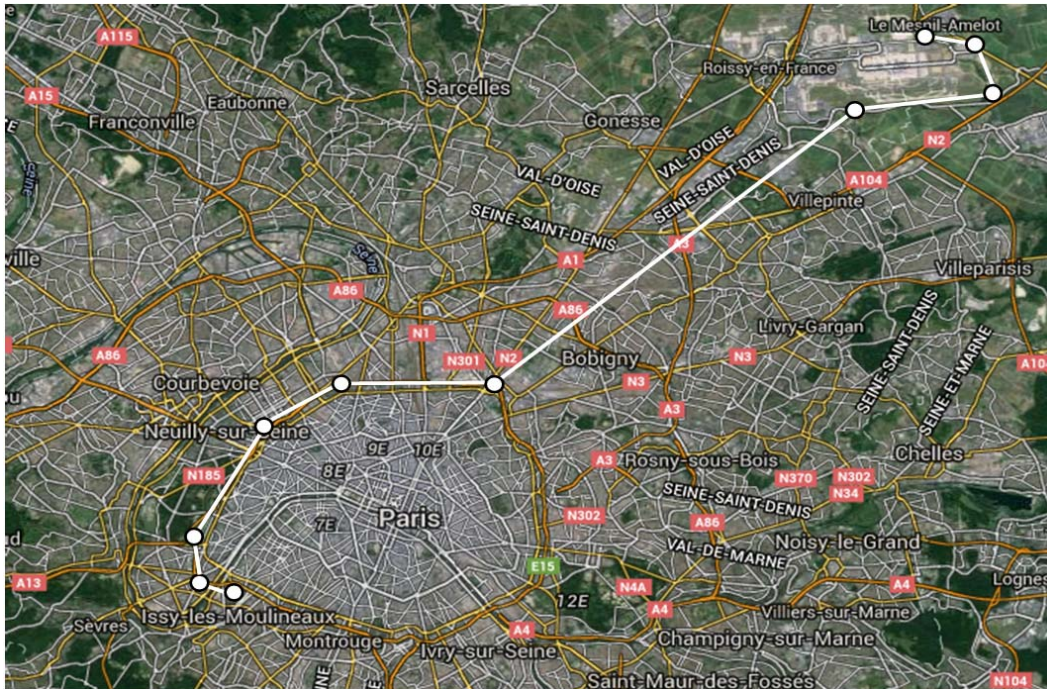 Le Mesnil-Amelot
A115
Roissy-en-France
Sarcelles
A15
Eaubonne
Franconville
Gonesse
VAL-D'OISE
N2
SEINE-SAINT-DENIS
VAL-D'OISE
A104
Seine
Villepinte
SEINE-SAINT-DENIS
A3
ville
Seine
A1
Villeparisis
A86
A86
Livry-Gargan
SEINE-SAINT-DENIS
N1
A86
N301
N2
Bobigny
N3
SEINE-ET-MARNE
A104
Courbevoie
N3
A3
Neuilly-sur-Seine
9E
10E
Chelles
8E
A3
Rosny-sous-Bois
N185
N370
N302
N34
SEINE-SAINT-DENIS
Paris
7E
N302
A86
VAL-DE-MARNE
Noisy-le-Grand
E15
A13
N4A
A4
Lognes
12E
A4
Issy-les-Moulineaux
Villiers-sur-Marne
Sèvres
A4
Montrouge
Champigny-sur-Marne
Ivry-sur-Seine
Saint-Maur-des-Fossés
N104